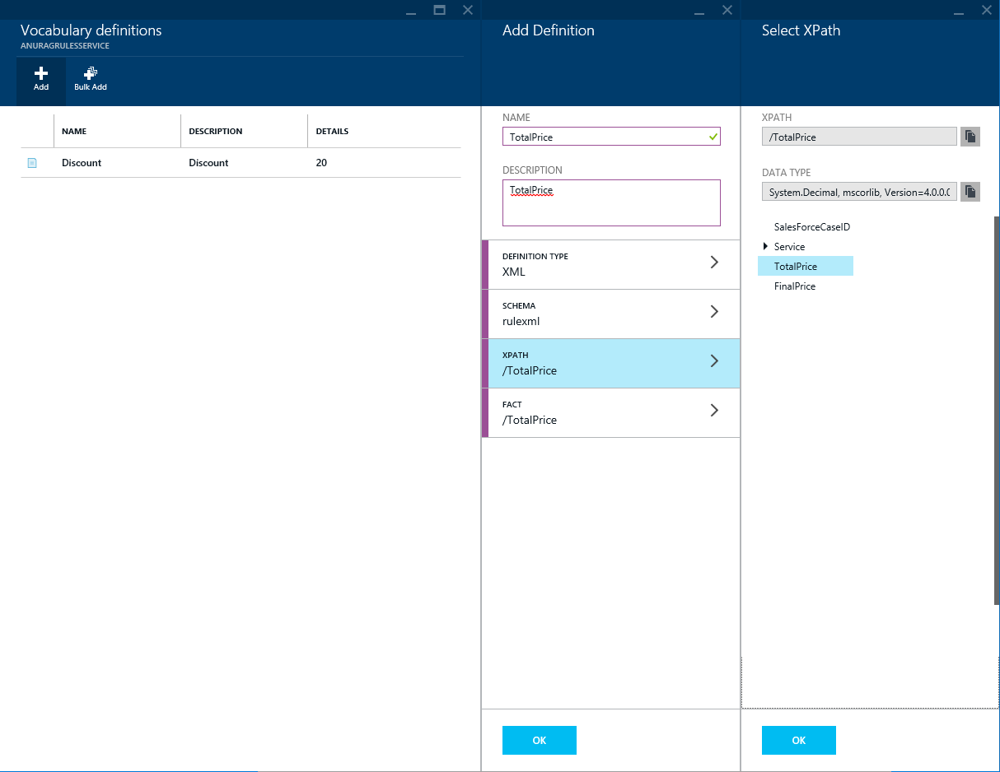 Vocabulary definitions
ANURAGRULESSERVICE
Add
Bulk Add
NAME DESCRIPTION DETAILS
Discount Discount 20
Add Definition
NAME
TotalPrice
DESCRIPTION
TotalPrice
DEFINITION TYPE
XML
SCHEMA
rulexml
XPATH
/TotalPrice
FACT
/TotalPrice
OK
Select XPath
XPATH
/TotalPrice
DATA TYPE
System.Decimal, mscorlib, Version=4.0.0.0
SalesForceCaseID
Service
TotalPrice
FinalPrice
OK